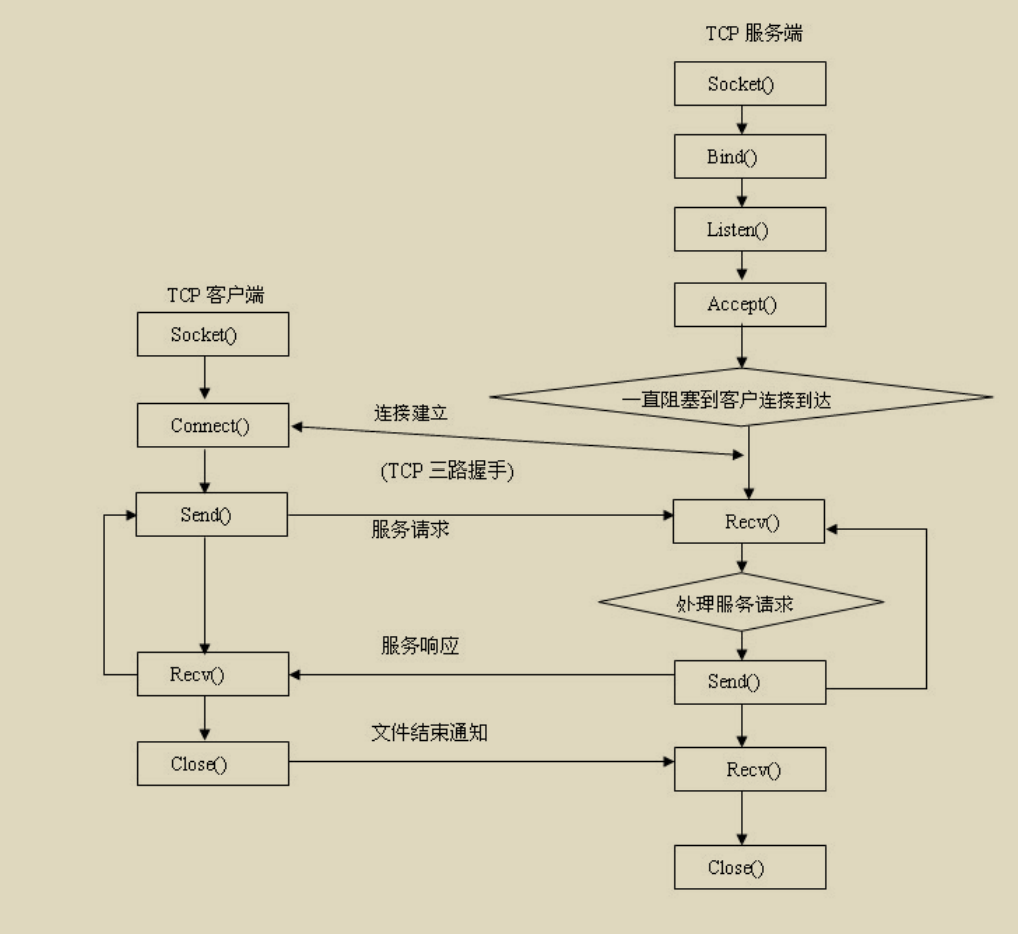 TCP 服务端
Socket()
Bind()
Listen()
Accept()
一直阻塞到客户连接到达
TCP 客户端
Socket()
Connect()
连接建立
(TCP 三路握手)
Send()
服务请求
Recv()
处理服务请求
服务响应
Recv()
Send()
文件结束通知
Close()
Recv()
Close()